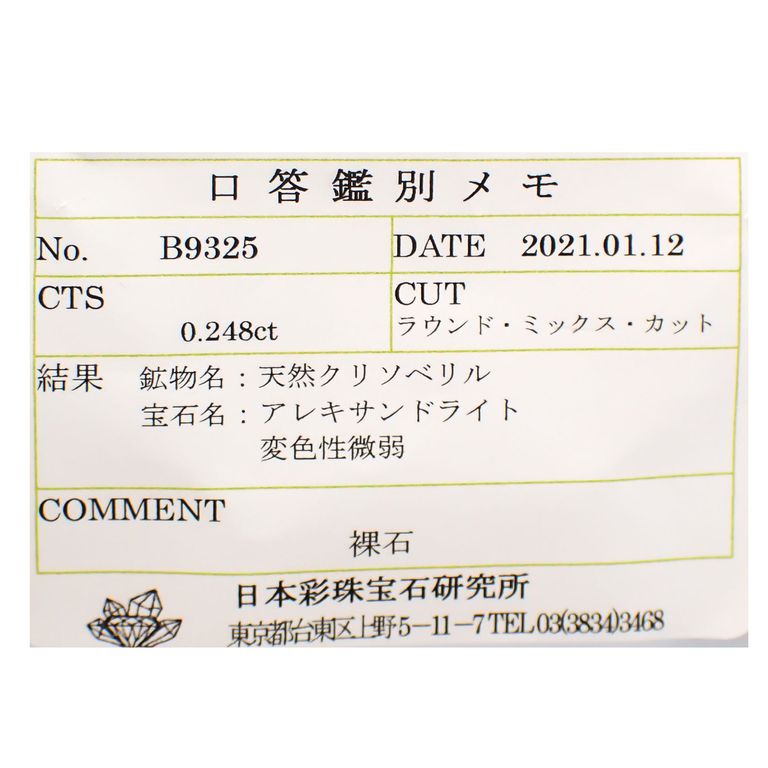 口答鑑別メモ
No. B9325 DATE 2021.01.12
CTS CUT
0.248ct ラウンド・ミックス・カット
結果 鉱物名：天然クリソベリル
宝石名：アレキサンドライト
変色性微弱
COMMENT
裸石
日本彩珠宝石研究所
東京都台東区上野5－11－7 TEL 03(3834)3468